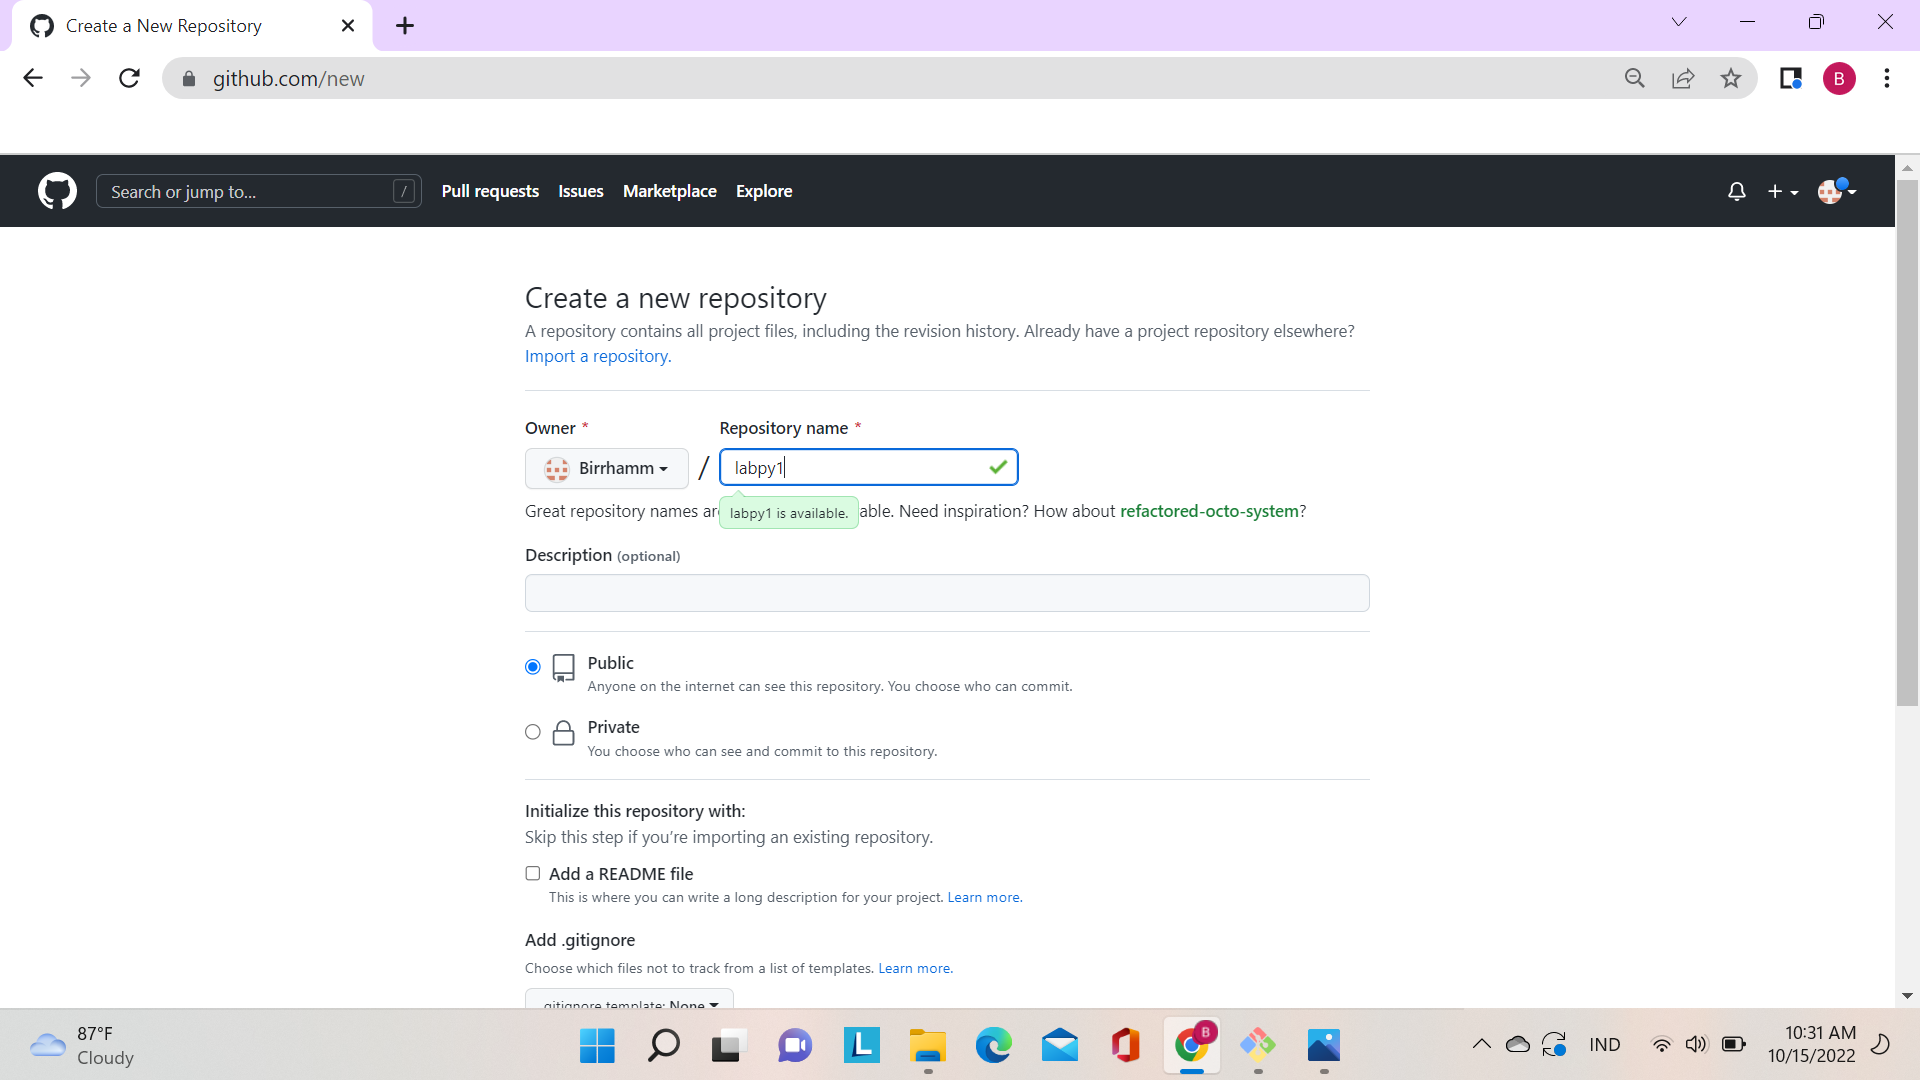 Create a New Repository
github.com/new
B
Search or jump to...
/
Pull requests
Issues
Marketplace
Explore
Create a new repository
A repository contains all project files, including the revision history. Already have a project repository elsewhere?
Import a repository.
Owner *
Repository name *
Birrhamm
/
labpy1
Great repository names ar
labpy1 is available.
able. Need inspiration? How about refactored-octo-system?
Description (optional)
Public
Anyone on the internet can see this repository. You choose who can commit.
Private
You choose who can see and commit to this repository.
Initialize this repository with:
Skip this step if you’re importing an existing repository.
Add a README file
This is where you can write a long description for your project. Learn more.
Add .gitignore
Choose which files not to track from a list of templates. Learn more.
.gitignore template: None
87°F
Cloudy
L
B
IND
10:31 AM
10/15/2022